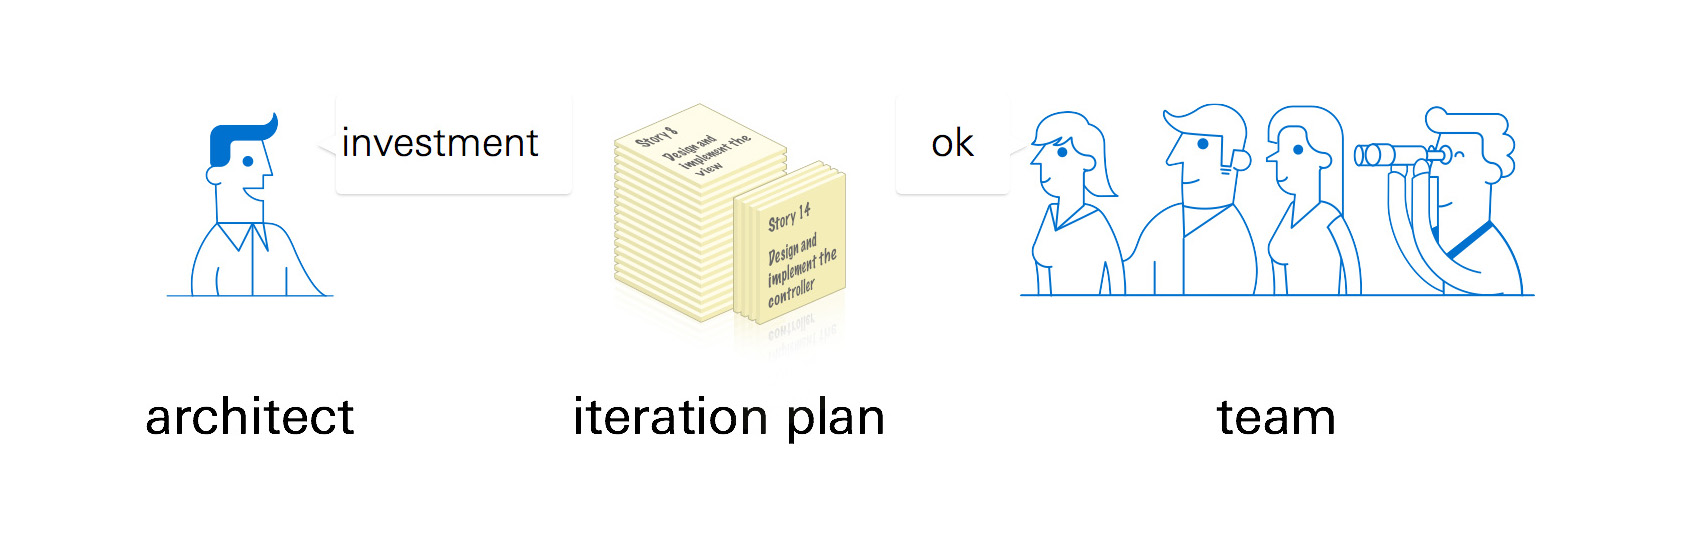 investment
ok
Story 8
Design and
implement the
view
Story 14
Design and
implement the
controller
architect
iteration plan
team